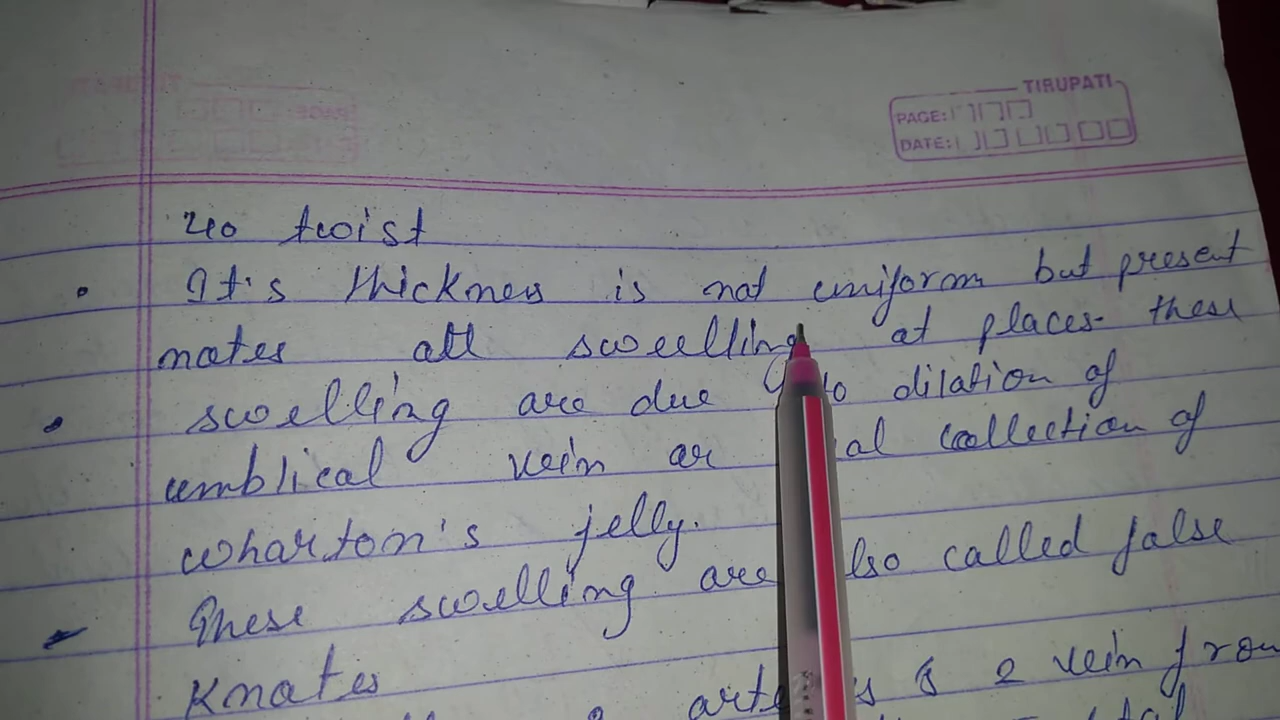 TIRUPATI
PAGE:
DATE:
40 twist
It's thickness is not uniform but present
nates all swelling at places these
swelling are due to dilation of
umblical vein or al collection of
wharton's jelly.
These swelling are lso called false
Knates
arte s & 2 vein from